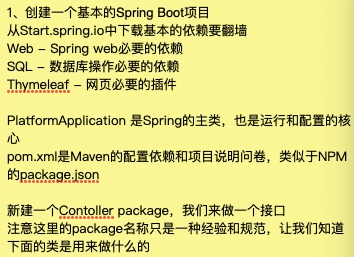 1、创建一个基本的Spring Boot项目
从Start.spring.io中下载基本的依赖要翻墙
Web – Spring web必要的依赖
SQL – 数据库操作必要的依赖
Thymeleaf – 网页必要的插件
PlatformApplication 是Spring的主类，也是运行和配置的核
心
pom.xml是Maven的配置依赖和项目说明问卷，类似于NPM
的package.json
新建一个Contoller package，我们来做一个接口
注意这里的package名称只是一种经验和规范，让我们知道
下面的类是用来做什么的